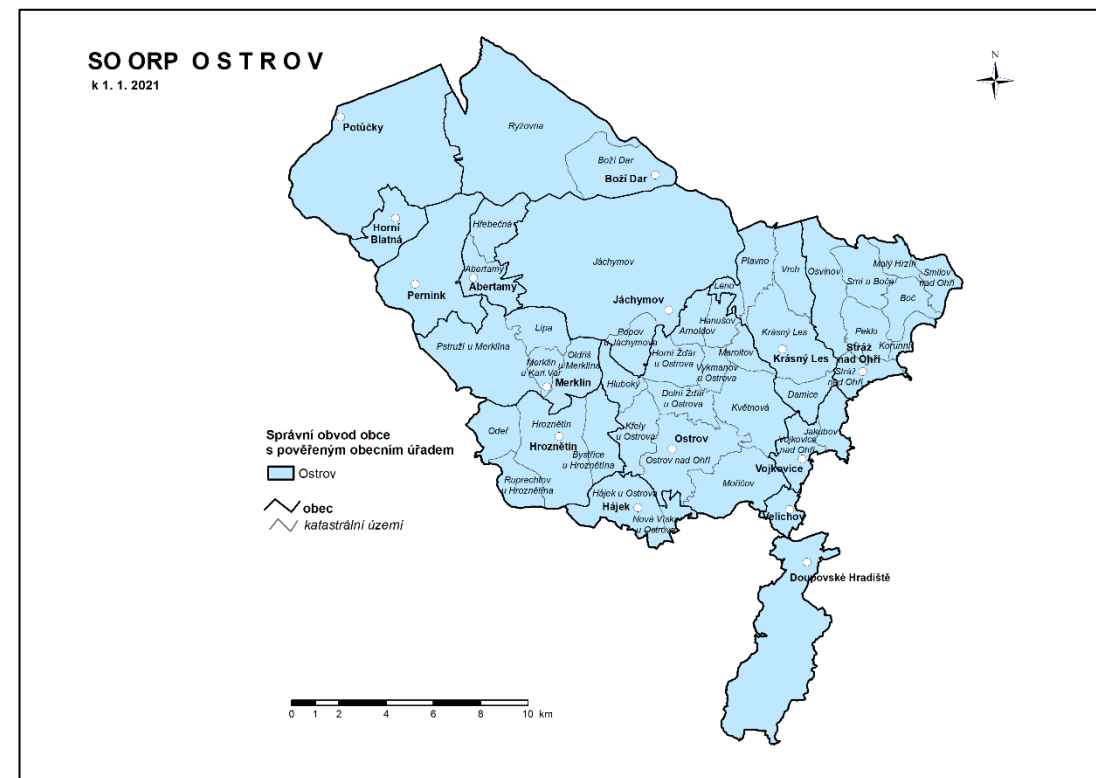 SO ORP OSTROV
k 1. 1. 2021
N
Potůčky
Ryžovna
Boží Dar
Boží Dar
Horní
Blatná
Hřebečná
Abertamy
Abertamy
Pernink
Jáchymov
Jáchymov
Plavno
Vrch
Osvinov
Malý Hrzín
Smilov
nad Ohří
Srní u Boče
Boč
Léno
Peklo
Korunní
Stráž
nad Ohří
Stráž
nad Ohří
Krásný Les
Krásný Les
Damice
Lípa
Pstruží u Merklína
Merklín
u Karl.Var
Oldříš
u Merklína
Merklín
Popov
u Jáchymova
Arnoldov
Hanušov
Horní Žďár
u Ostrova
Maroltov
Vykmanov
u Ostrova
Hluboký
Dolní Žďár
u Ostrova
Květnová
Kfely
u Ostrova
Ostrov
Ostrov nad Ohří
Jakubov
Vojkovice
nad Ohří
Vojkovice
Odeř
Hroznětín
Hroznětín
Bystřice
u Hroznětína
Ruprechtov
u Hroznětína
Mořičov
Hájek u Ostrova
Hájek
Nová Víska
u Ostrova
Velichov
Doupovské Hradiště
Správní obvod obce
s pověřeným obecním úřadem
Ostrov
obec
katastrální území
0 1 2 4 6 8 10 km